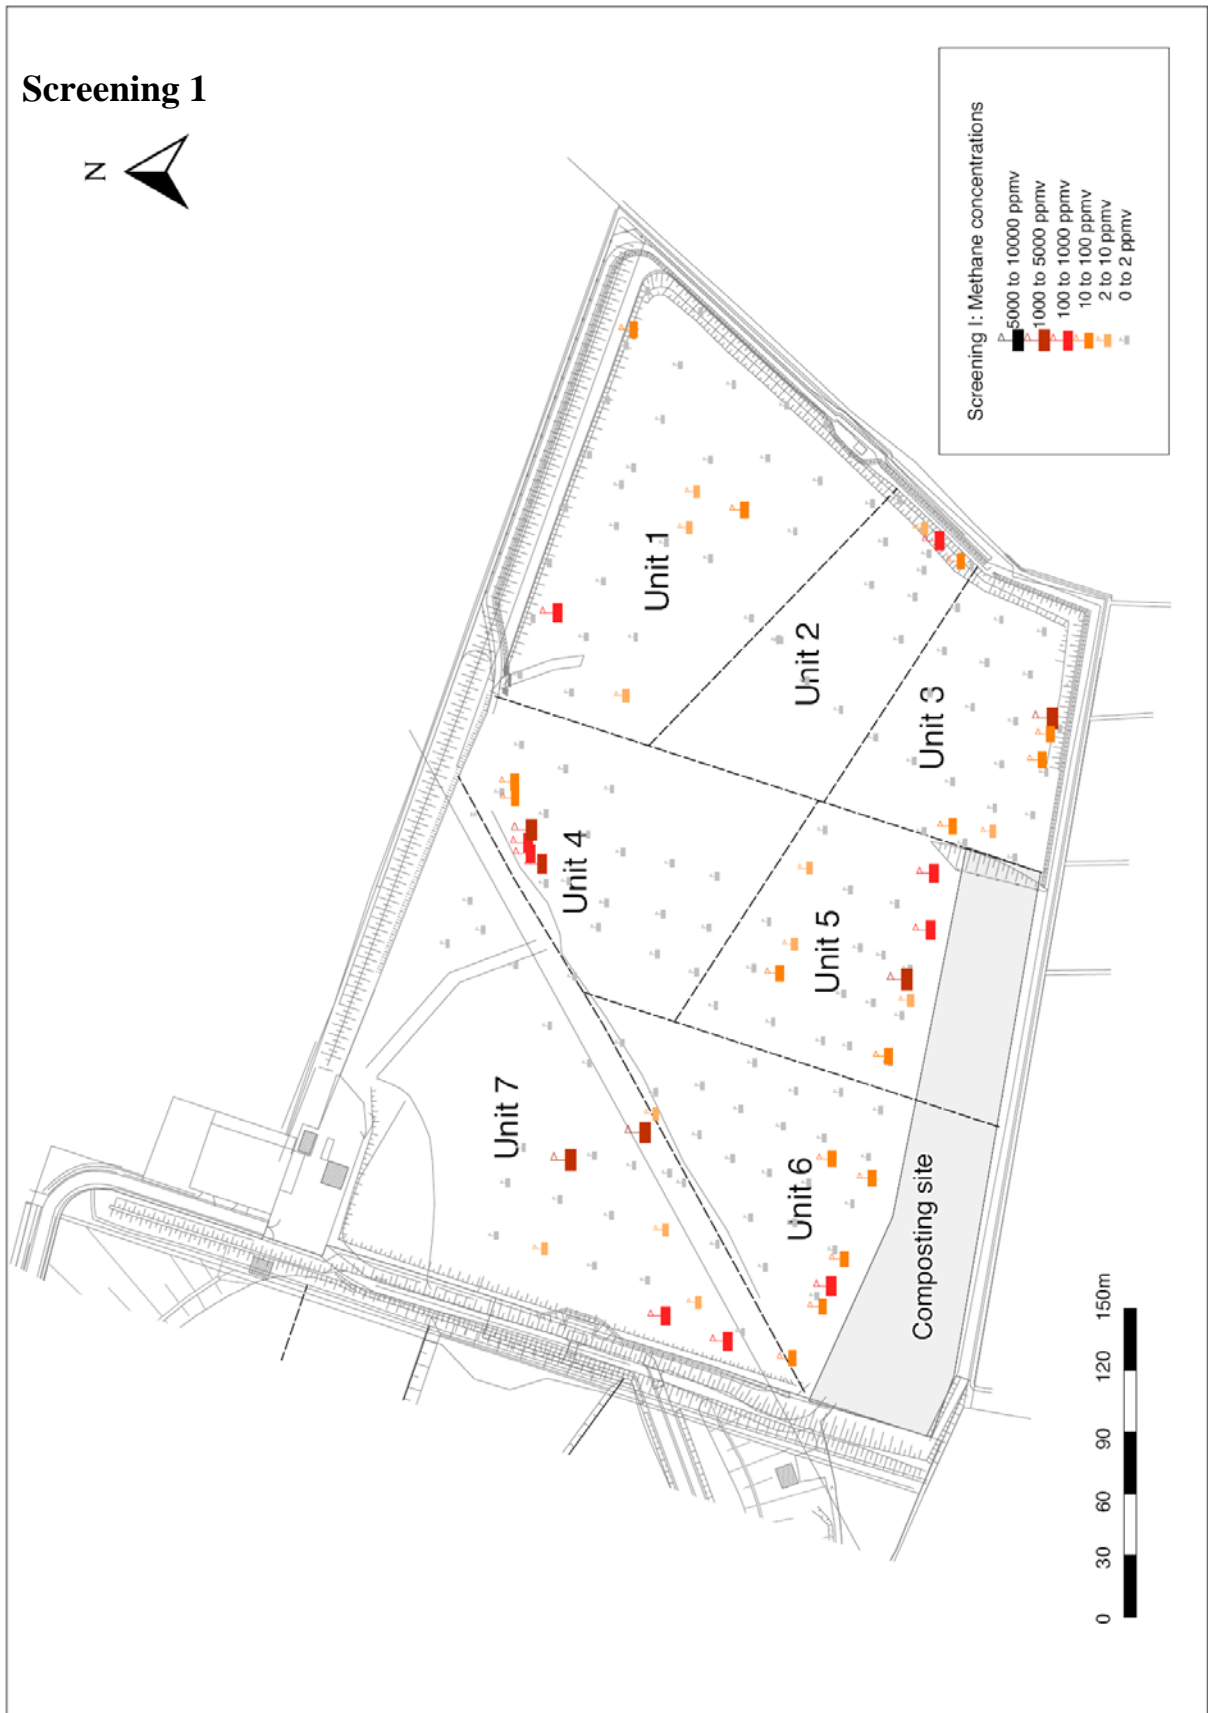 Screening 1
N
Screening I: Methane concentrations
5000 to 10000 ppmv
1000 to 5000 ppmv
100 to 1000 ppmv
10 to 100 ppmv
2 to 10 ppmv
0 to 2 ppmv
Unit 1
Unit 2
Unit 3
Unit 4
Unit 5
Unit 6
Unit 7
Composting site
0 30 60 90 120 150m